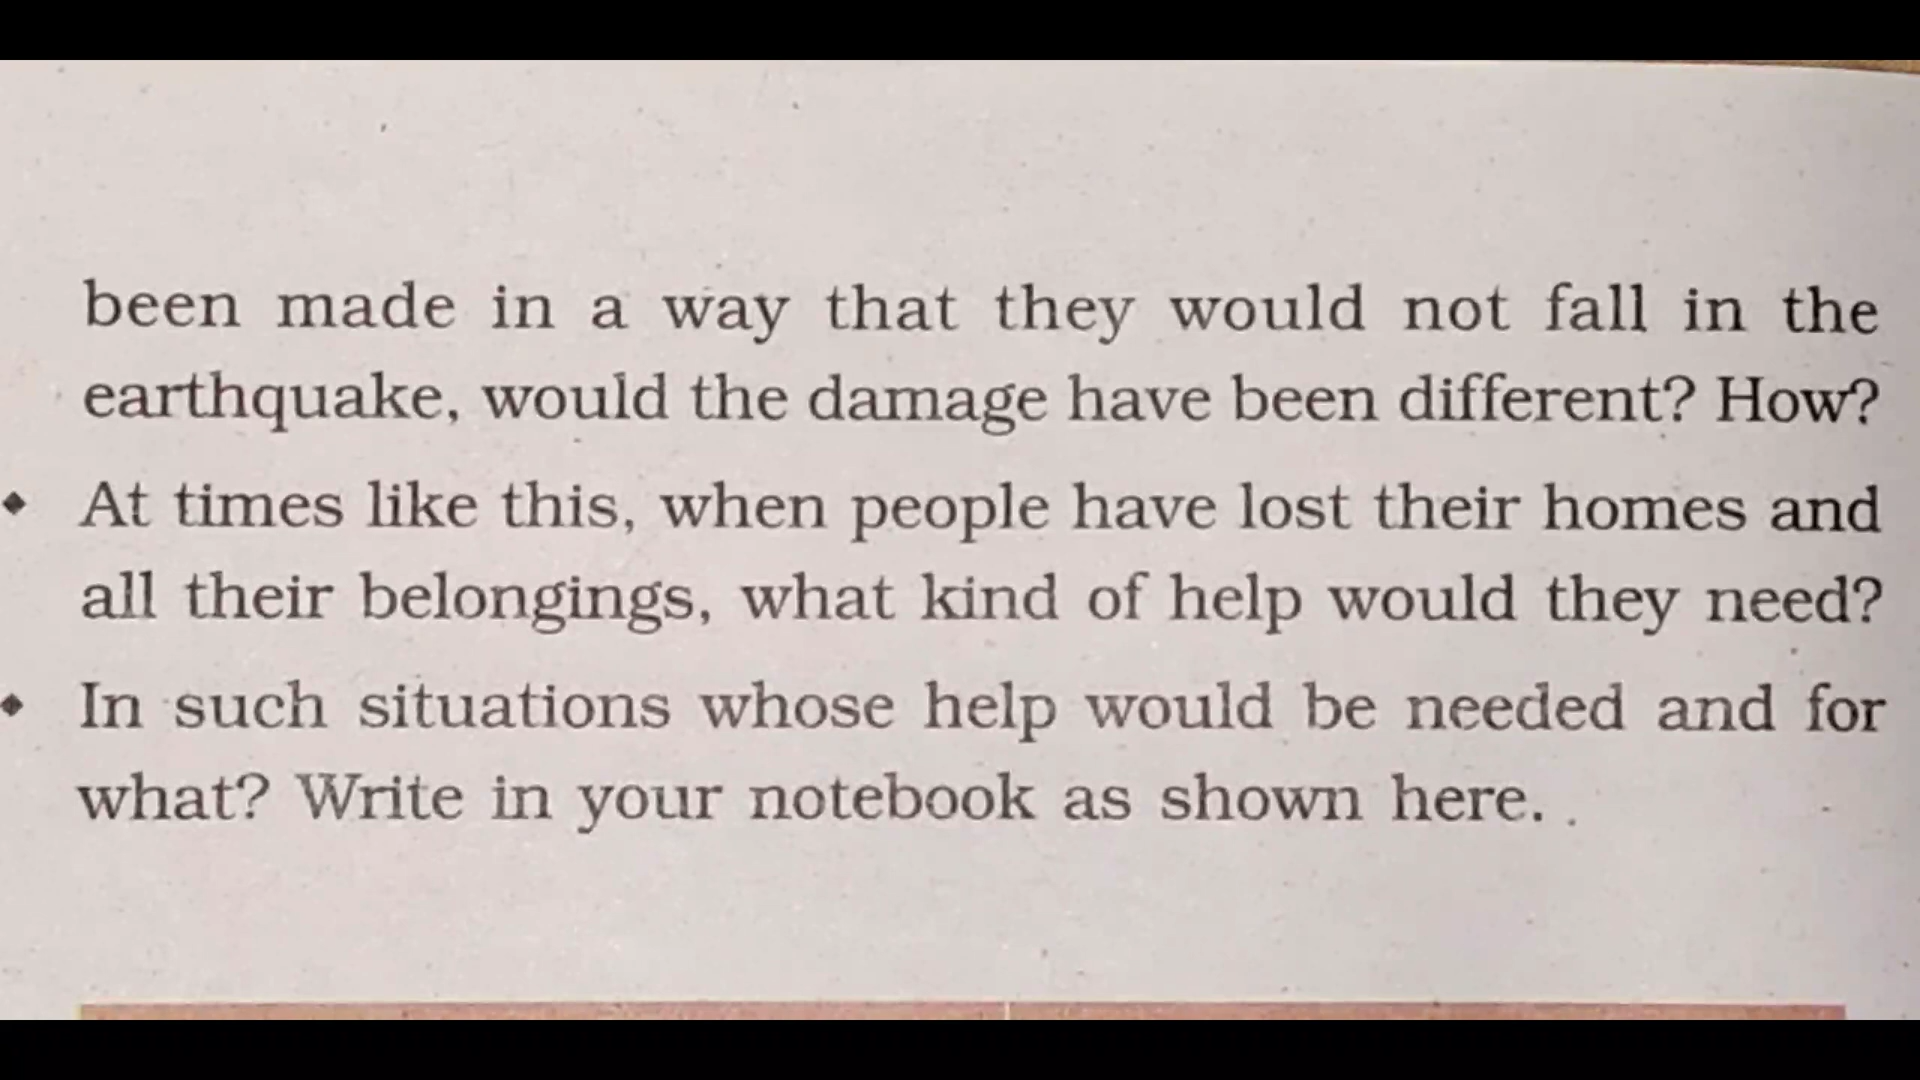 been made in a way that they would not fall in the
earthquake, would the damage have been different? How?
◆ At times like this, when people have lost their homes and
all their belongings, what kind of help would they need?
◆ In such situations whose help would be needed and for
what? Write in your notebook as shown here.